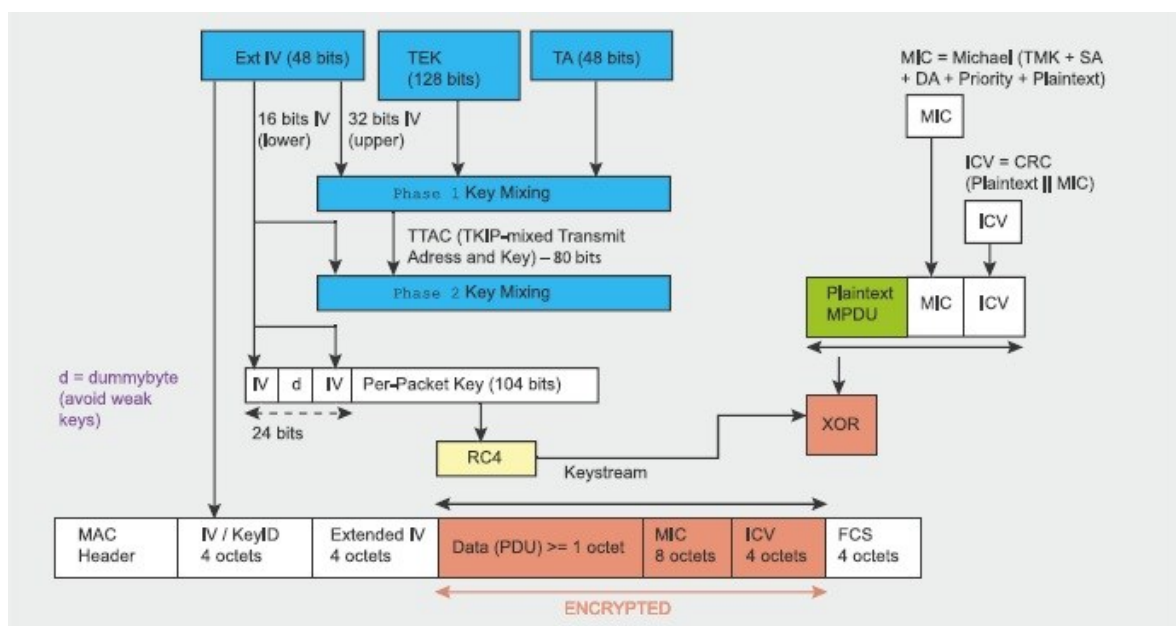 Ext IV (48 bits)
TEK
(128 bits)
TA (48 bits)
MIC = Michael (TMK + SA
+ DA + Priority + Plaintext)
16 bits IV
(lower)
32 bits IV
(upper)
MIC
ICV = CRC
(Plaintext || MIC)
Phase 1 Key Mixing
ICV
TTAC (TKIP-mixed Transmit
Adress and Key) – 80 bits
Phase 2 Key Mixing
Plaintext
MPDU
MIC
ICV
d = dummybyte
(avoid weak
keys)
IV
d
IV
Per-Packet Key (104 bits)
24 bits
XOR
RC4
Keystream
MAC
Header
IV / KeyID
4 octets
Extended IV
4 octets
Data (PDU) >= 1 octet
MIC
8 octets
ICV
4 octets
FCS
4 octets
ENCRYPTED